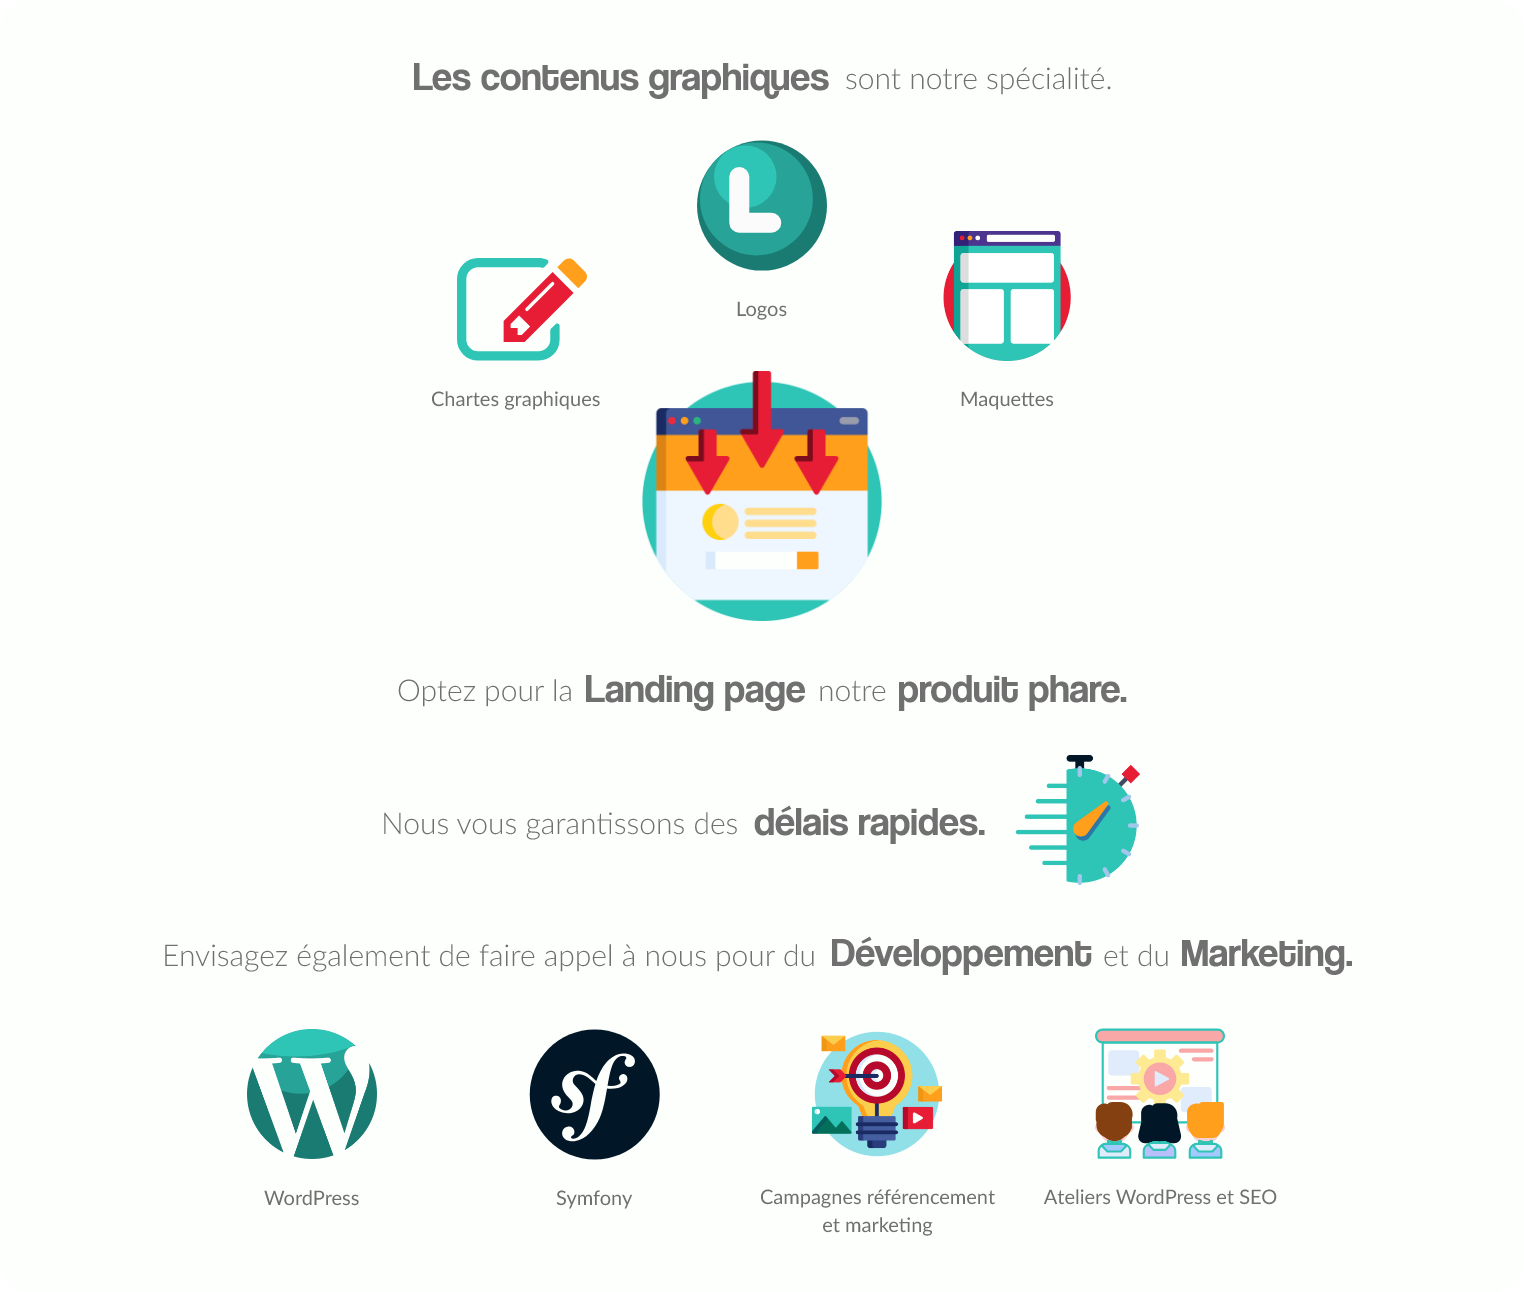 Les contenus graphiques sont notre spécialité.
Logos
Chartes graphiques
Maquettes
Optez pour la Landing page notre produit phare.
Nous vous garantissons des délais rapides.
Envisagez également de faire appel à nous pour du Développement et du Marketing.
WordPress
Symfony
Campagnes référencement
et marketing
Ateliers WordPress et SEO